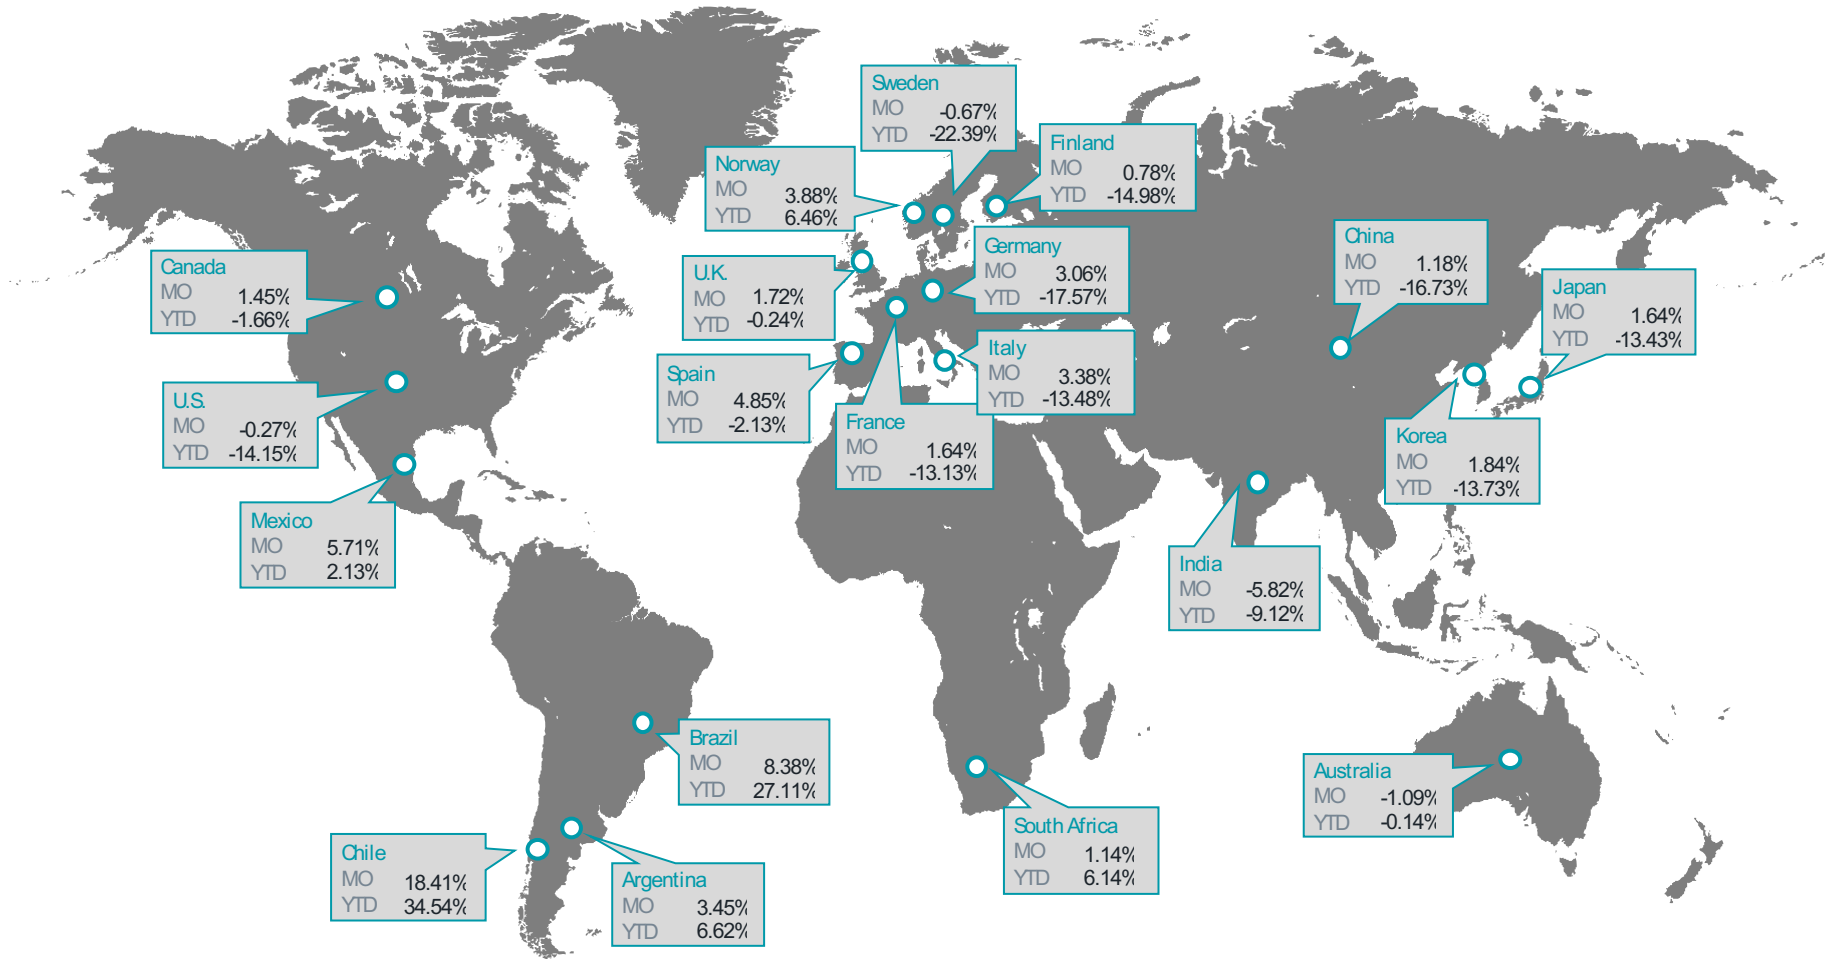 Sweden
MO -0.67%
YTD -22.39%
Finland
MO 0.78%
YTD -14.98%
Norway
MO 3.88%
YTD 6.46%
Germany
MO 3.06%
YTD -17.57%
China
MO 1.18%
YTD -16.73%
Canada
MO 1.45%
YTD -1.66%
U.K.
MO 1.72%
YTD -0.24%
Japan
MO 1.64%
YTD -13.43%
Italy
MO 3.38%
YTD -13.48%
Spain
MO 4.85%
YTD -2.13%
U.S.
MO -0.27%
YTD -14.15%
France
MO 1.64%
YTD -13.13%
Korea
MO 1.84%
YTD -13.73%
Mexico
MO 5.71%
YTD 2.13%
India
MO -5.82%
YTD -9.12%
Brazil
MO 8.38%
YTD 27.11%
Australia
MO -1.09%
YTD -0.14%
South Africa
MO 1.14%
YTD 6.14%
Chile
MO 18.41%
YTD 34.54%
Argentina
MO 3.45%
YTD 6.62%